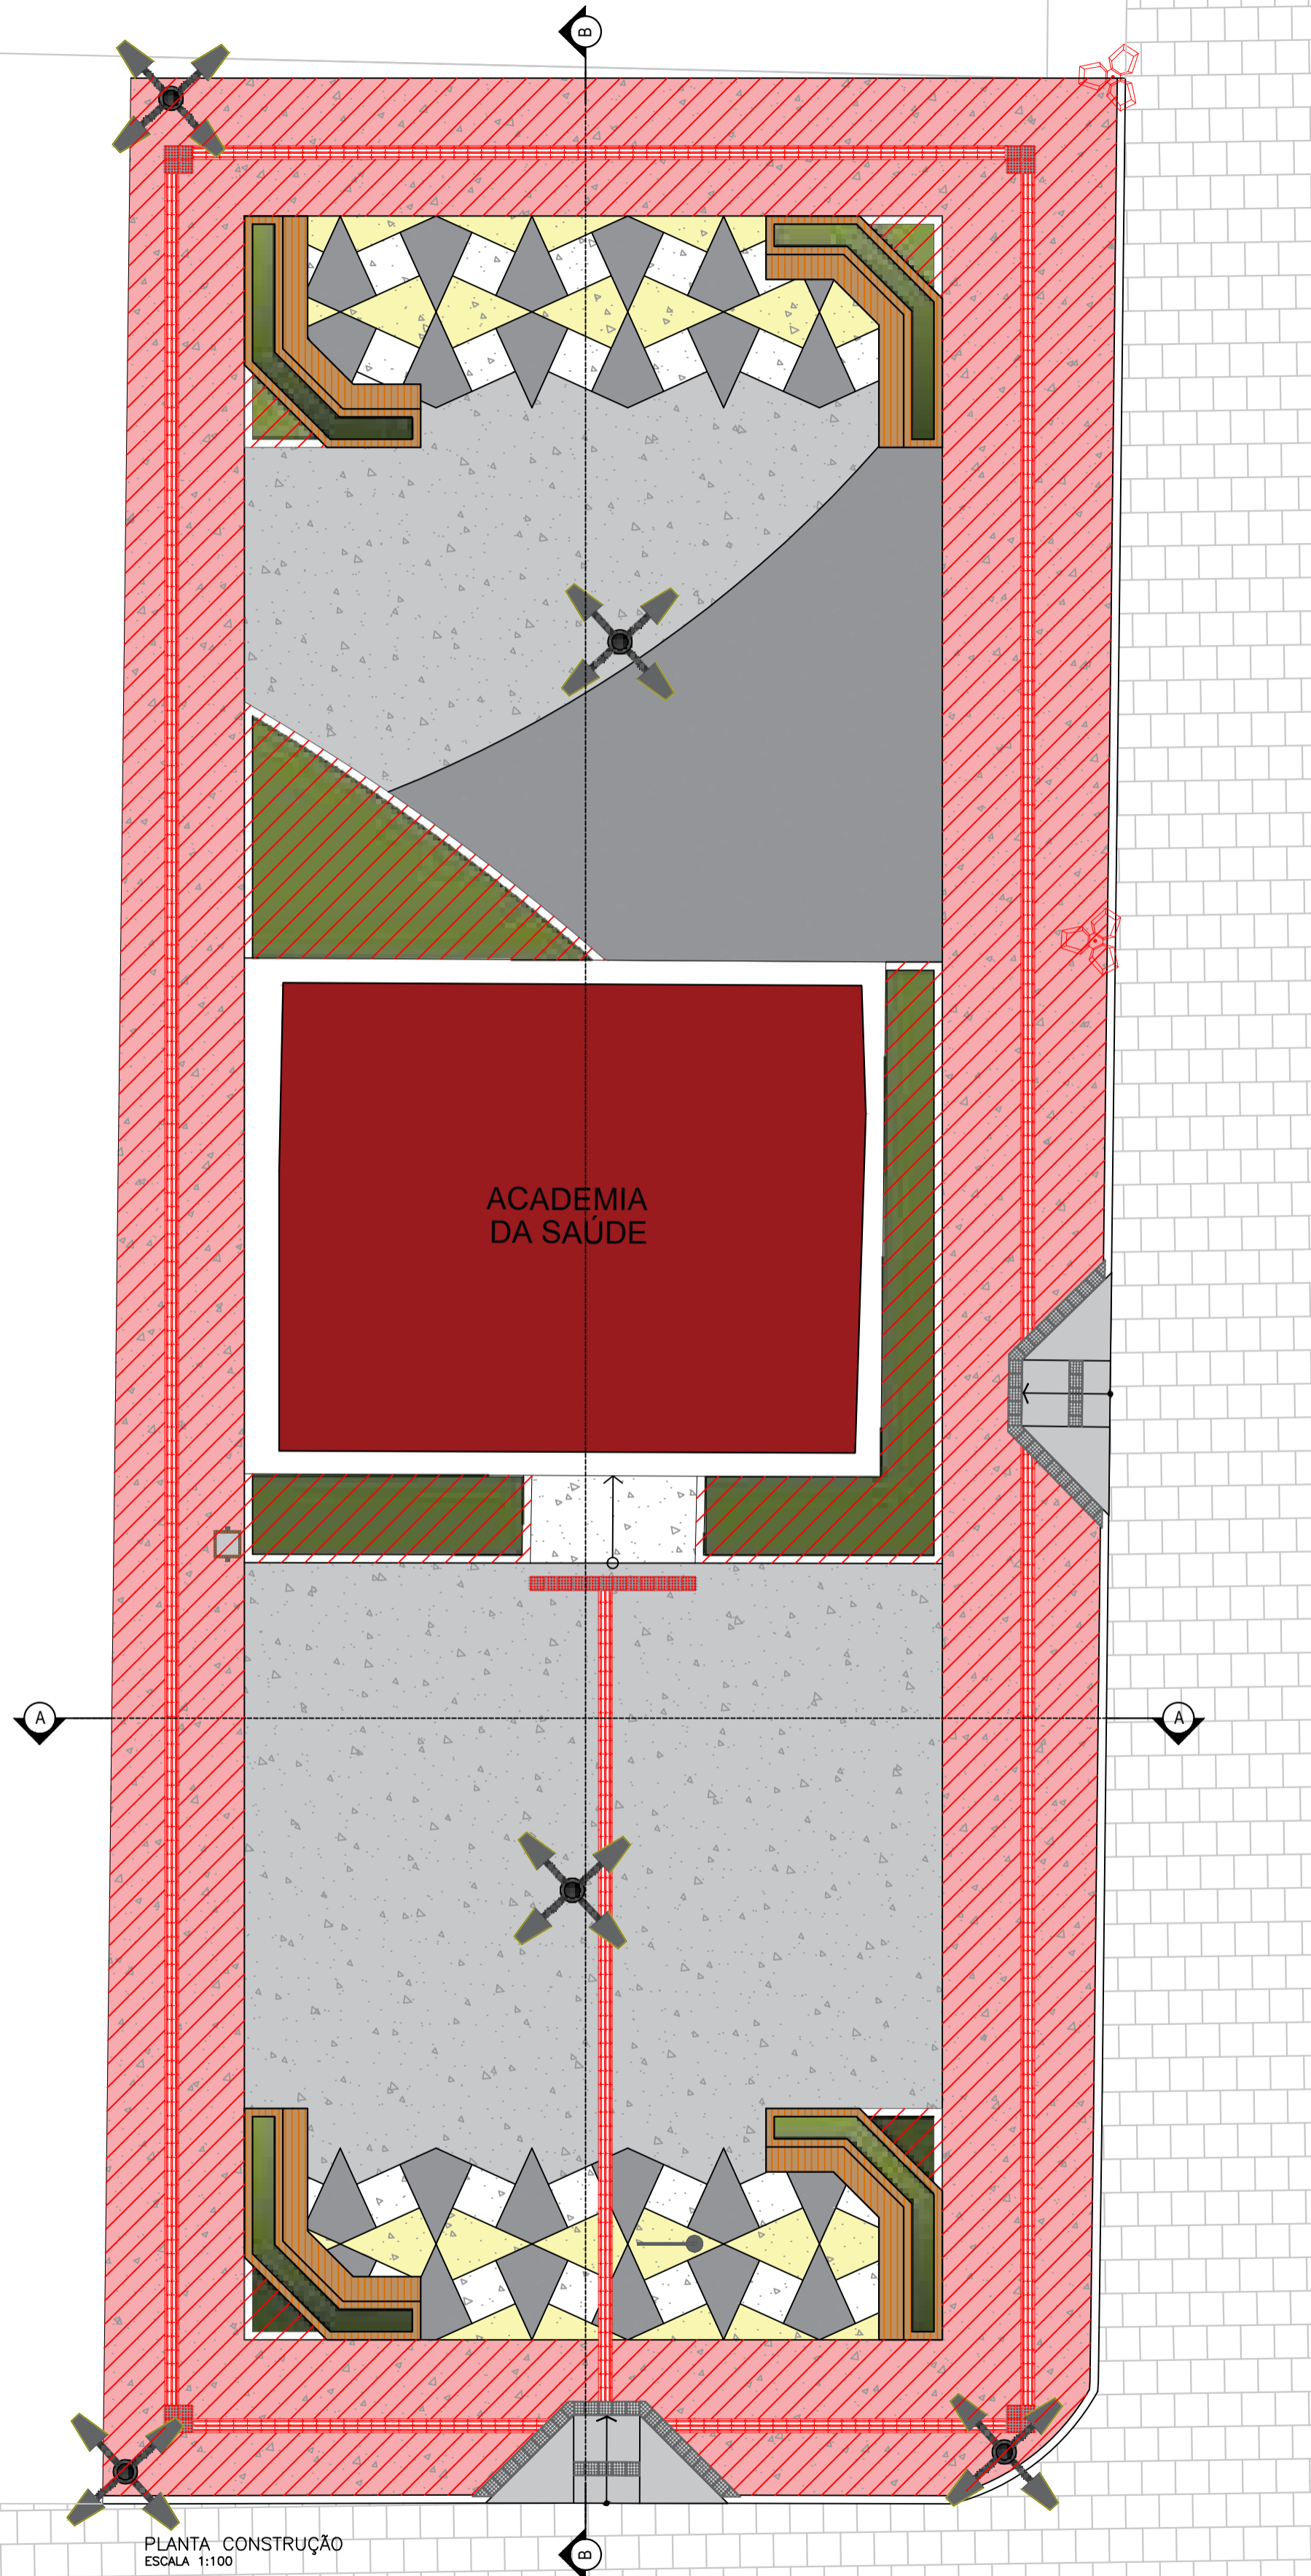 B
ACADEMIA
DA SAÚDE
A
A
PLANTA CONSTRUÇÃO
ESCALA 1:100
B